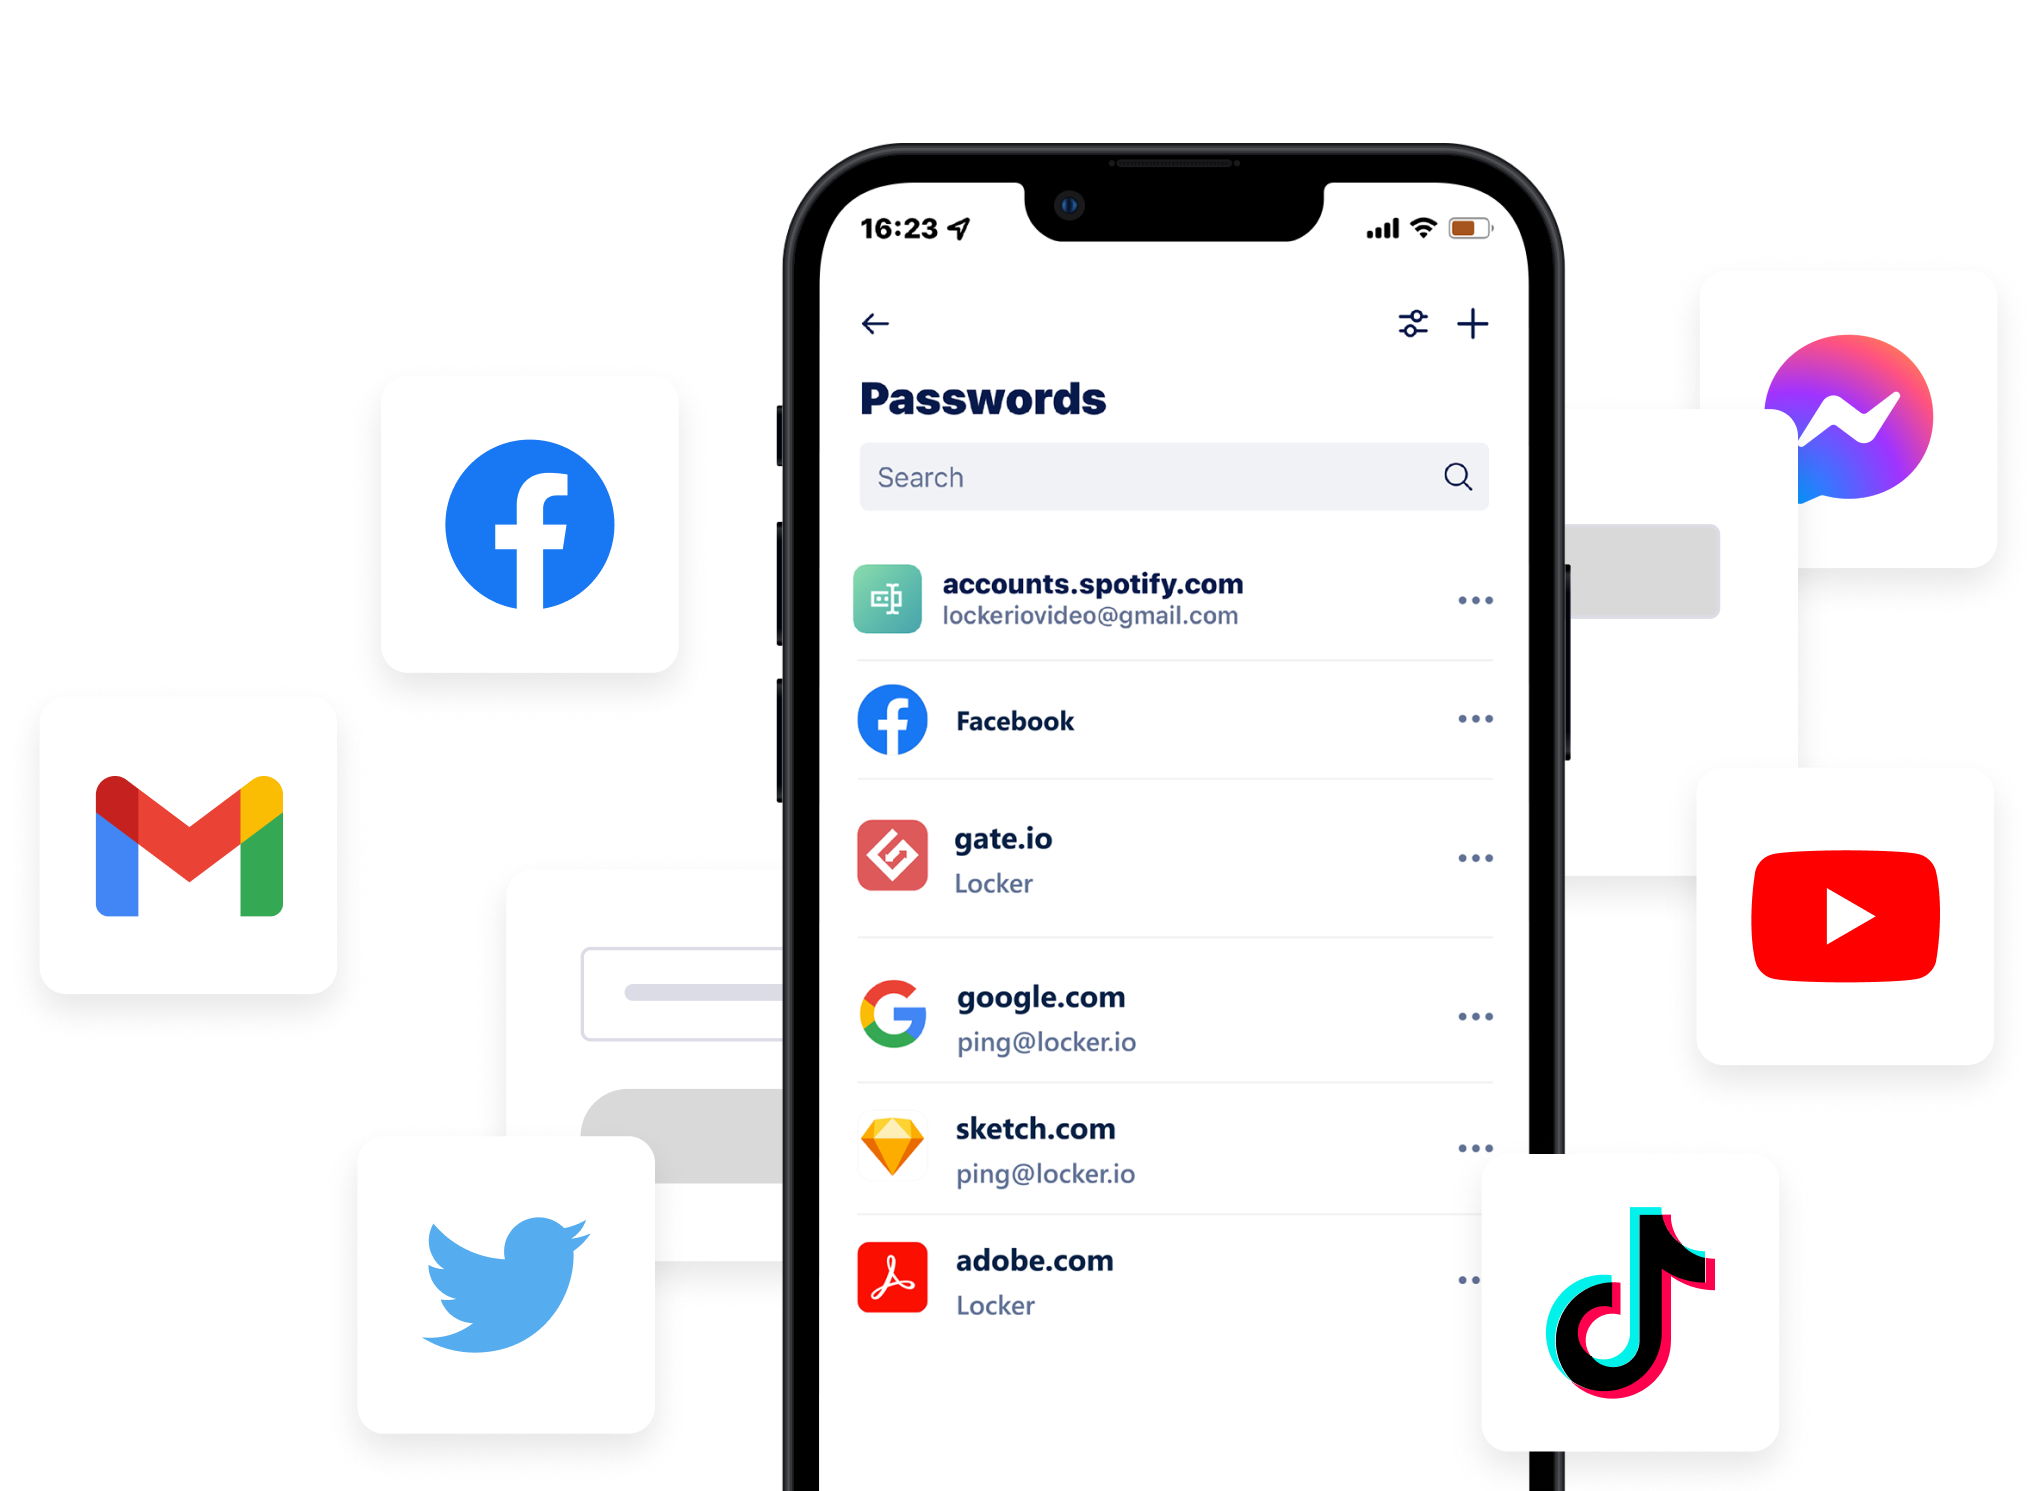 16:23
Passwords
Search
accounts.spotify.com
lockeriovideo@gmail.com
Facebook
gate.io
Locker
google.com
ping@locker.io
sketch.com
ping@locker.io
adobe.com
Locker